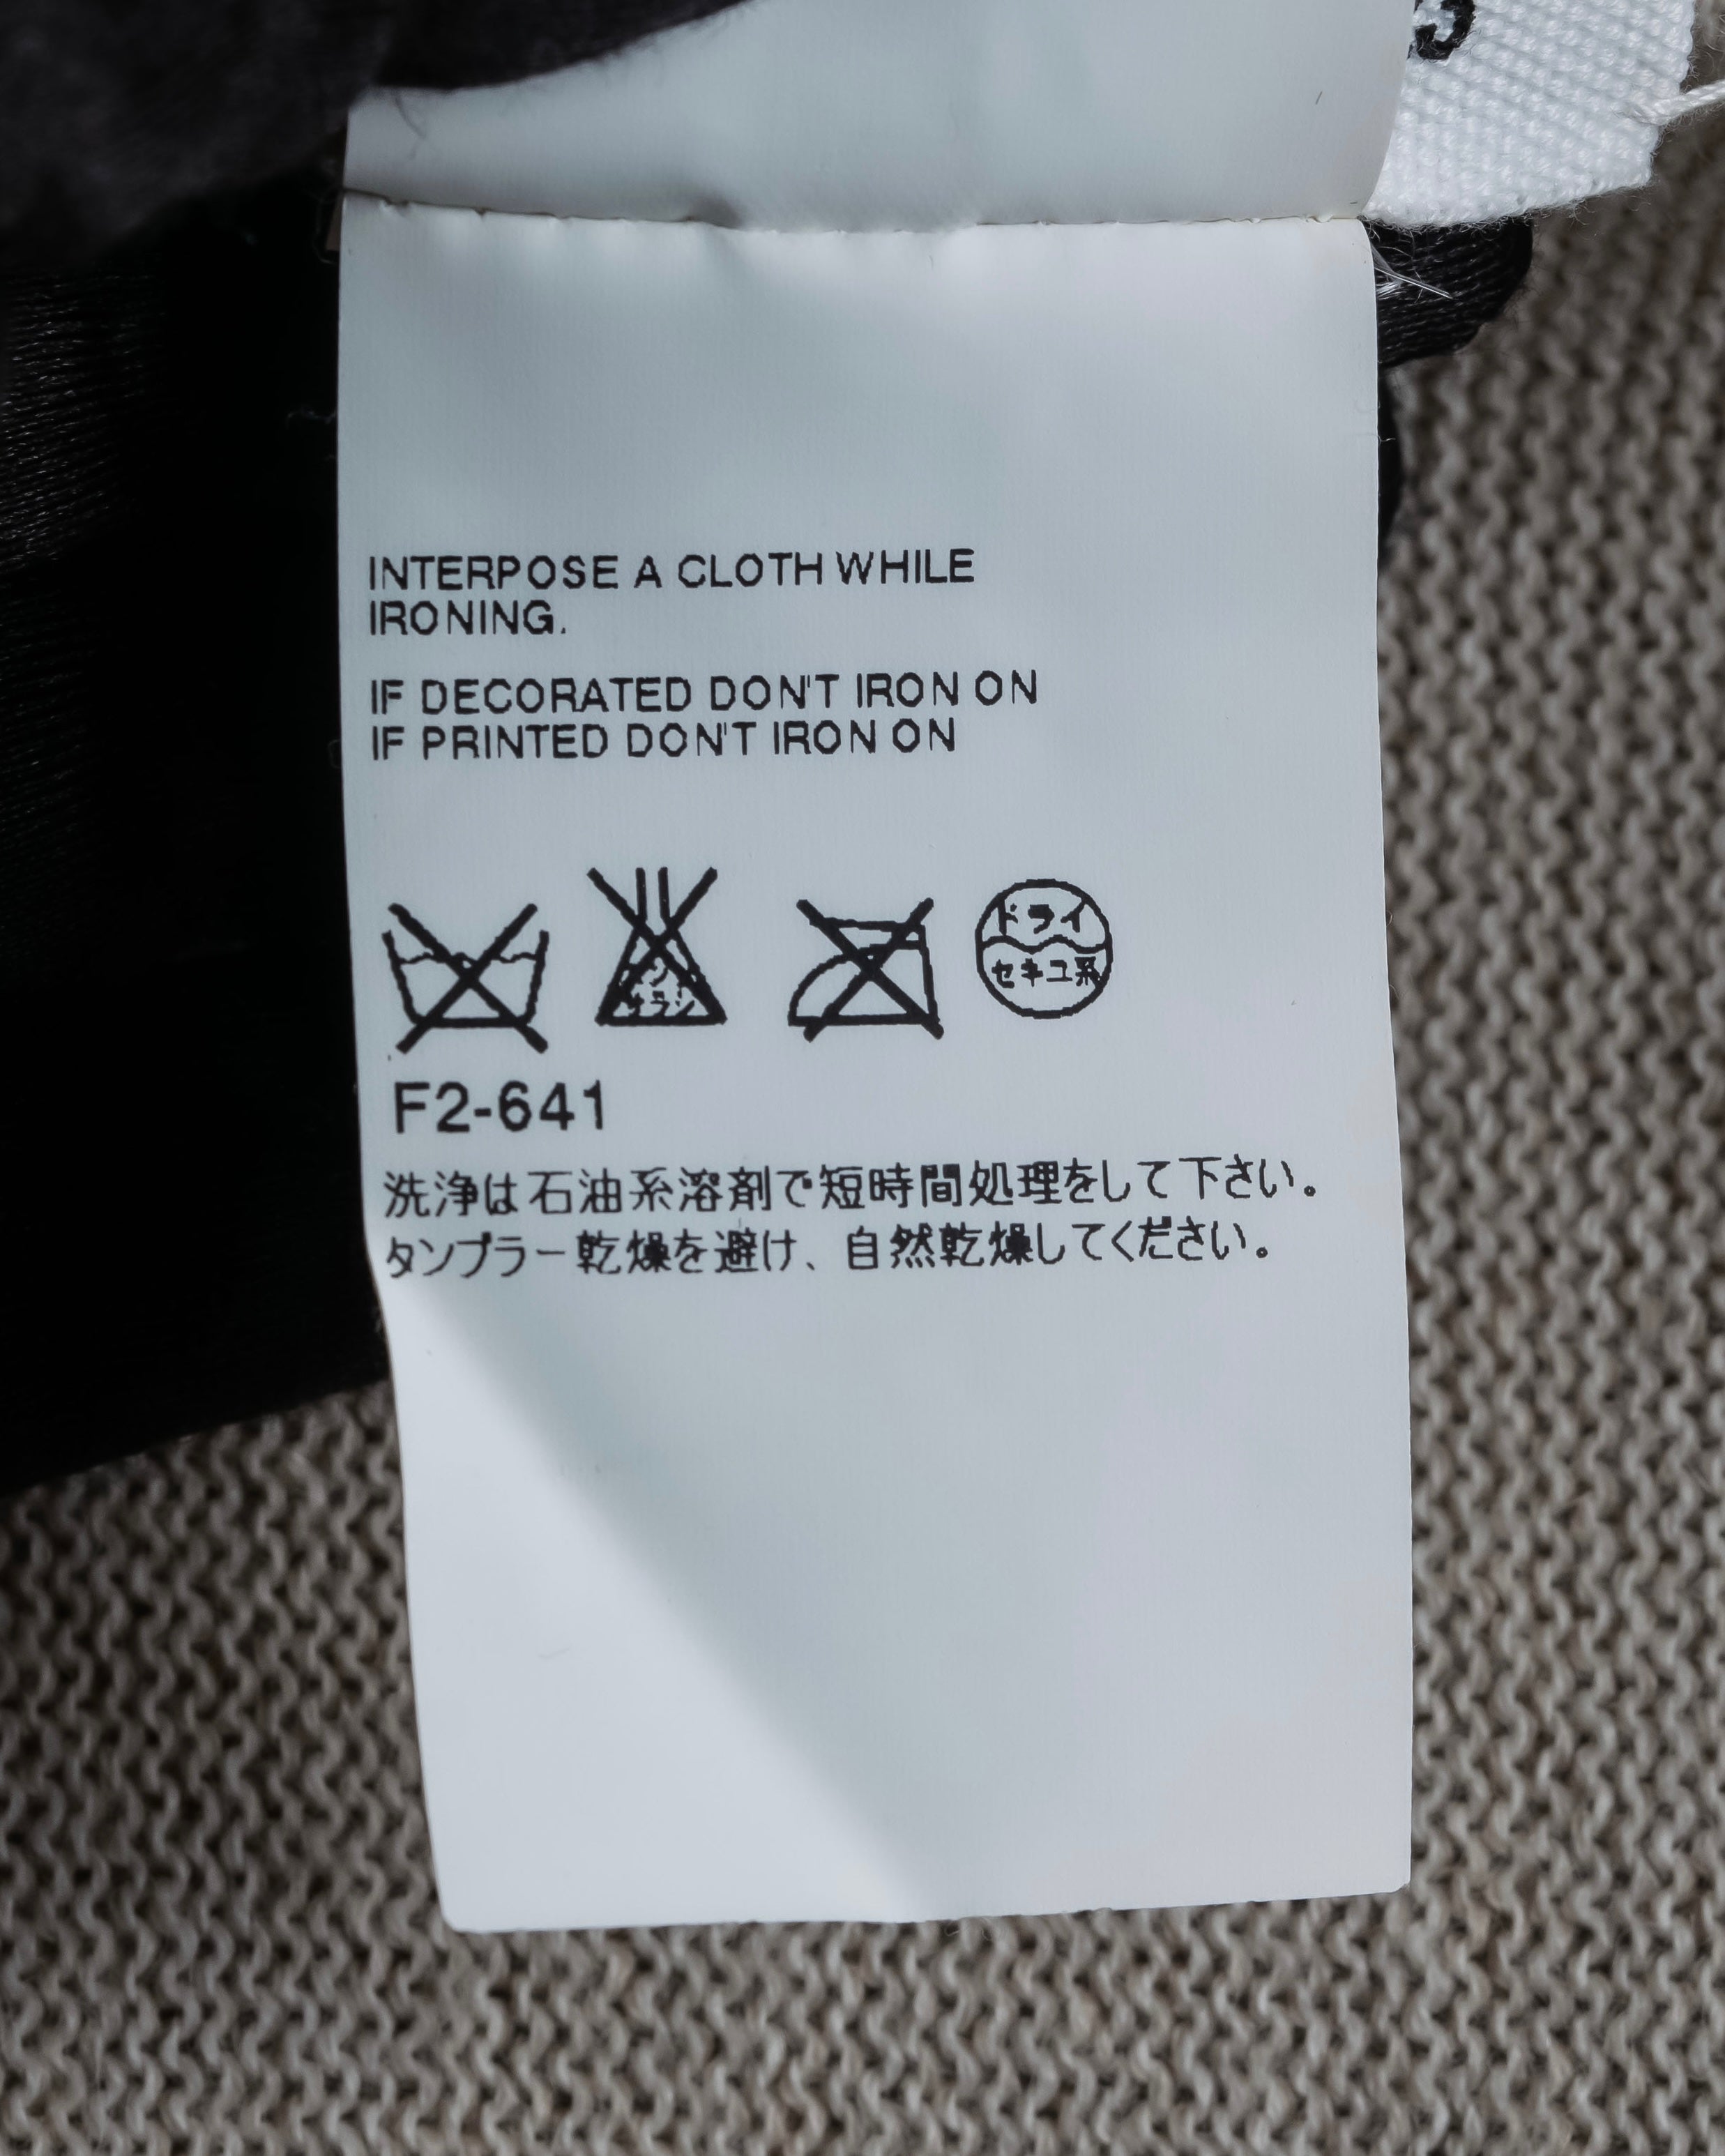 INTERPOSE A CLOTH WHILE
IRONING.
IF DECORATED DON'T IRON ON
IF PRINTED DON'T IRON ON
ドライ
セキユ系
F2-641
洗浄は石油系溶剤で短時間処理をして下さい。
タンブラー乾燥を避け、自然乾燥してください。